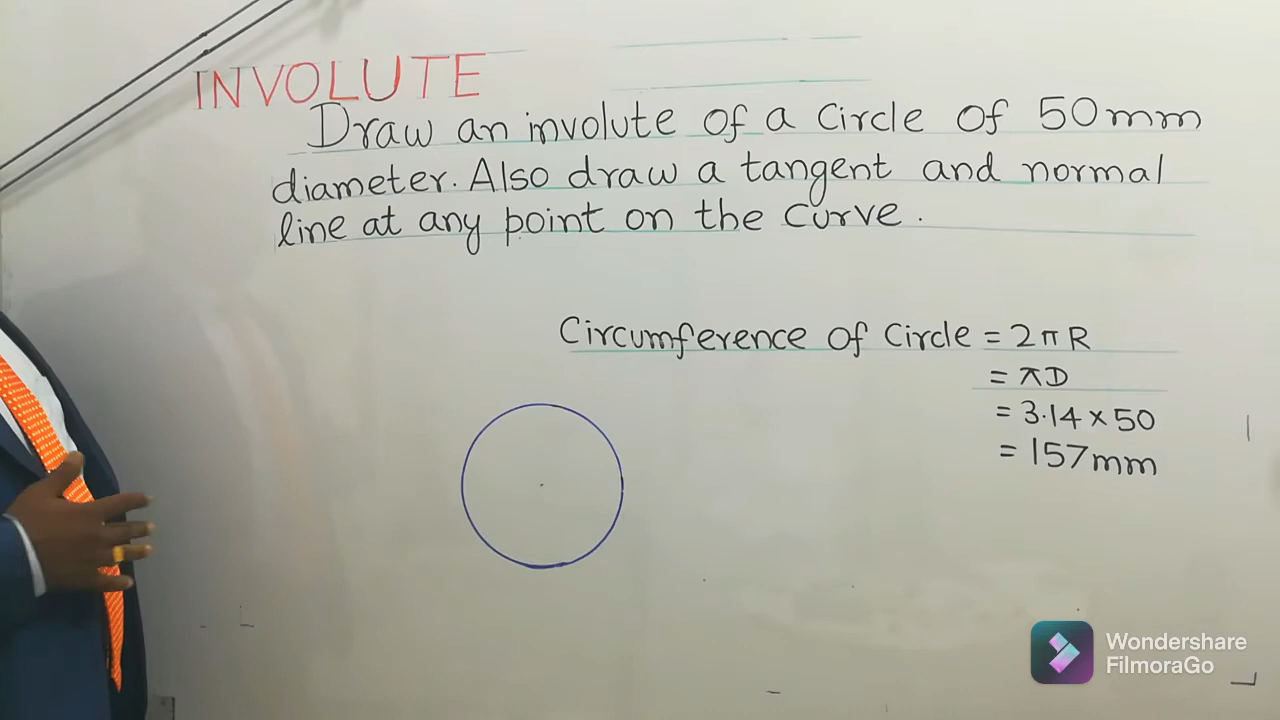 INVOLUTE
Draw an involute of a Circle of 50mm
diameter. Also draw a tangent and normal
line at any point on the curve.
Circumference of Circle = 2πR
= πD
= 3.14 × 50
= 157mm
Wondershare
FilmoraGo